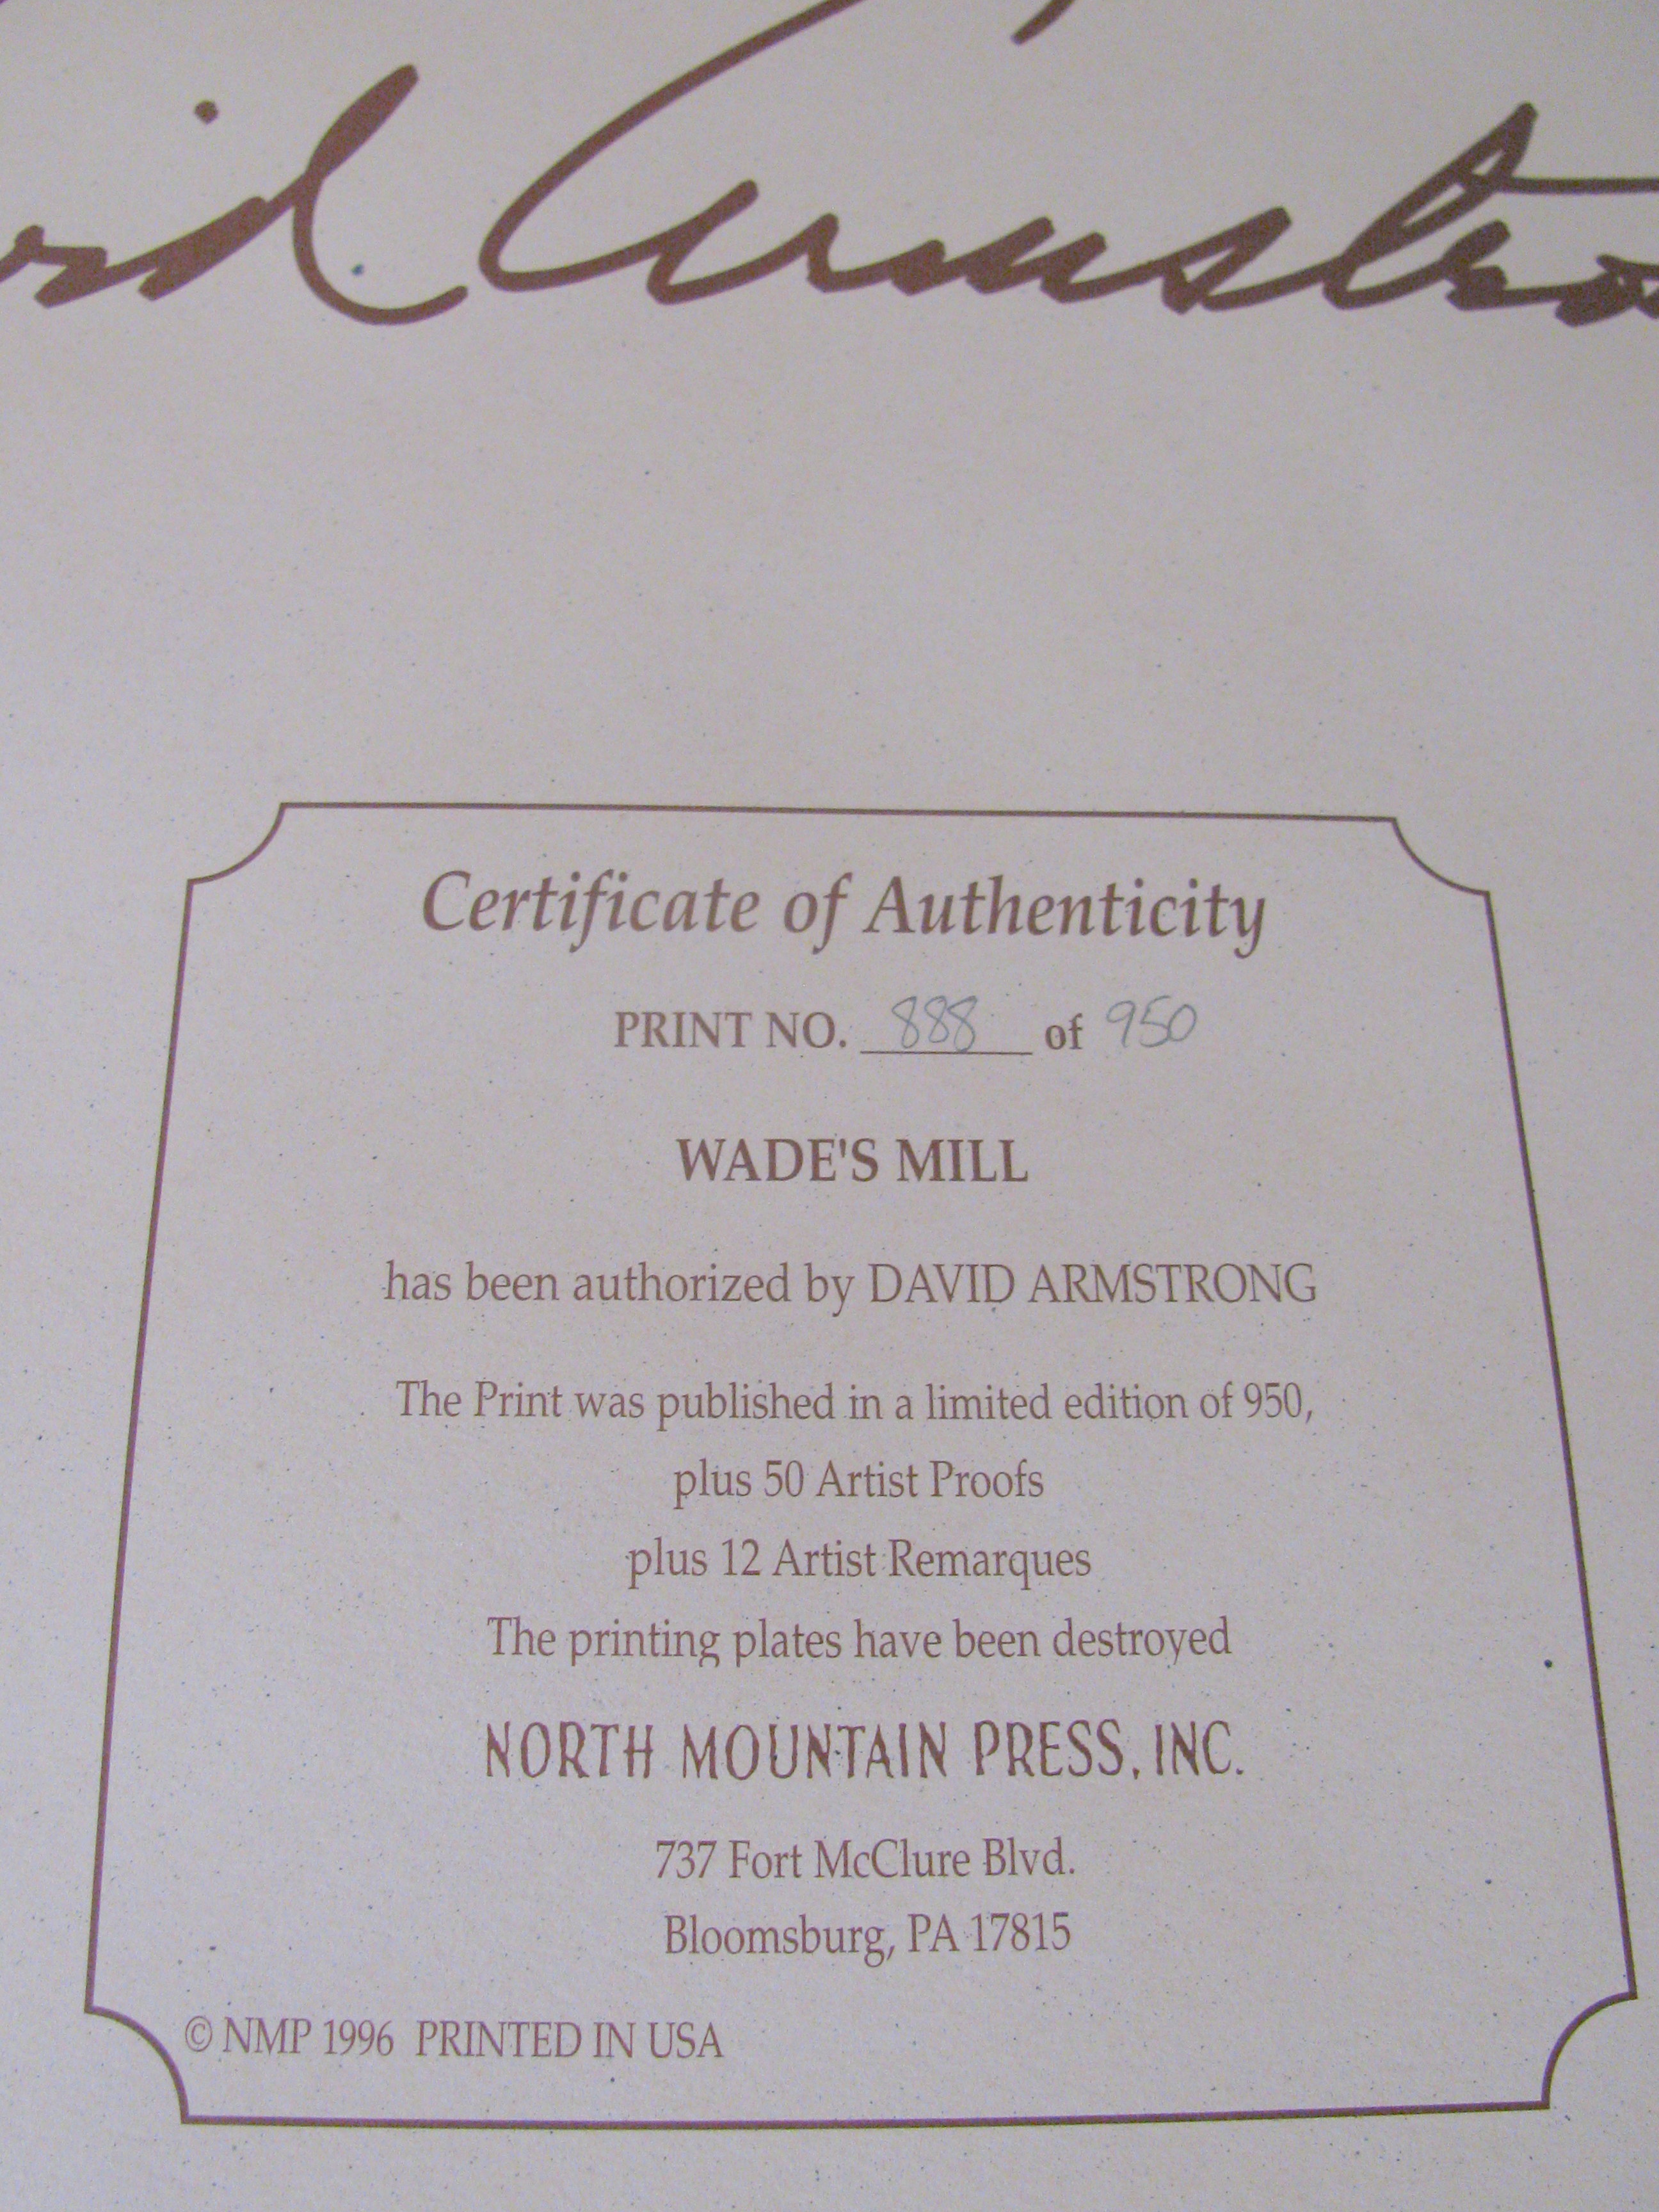 vid Armstro
Certificate of Authenticity
PRINT NO. 888 of 950
WADE'S MILL
has been authorized by DAVID ARMSTRONG
The Print was published in a limited edition of 950,
plus 50 Artist Proofs
plus 12 Artist Remarques
The printing plates have been destroyed
NORTH MOUNTAIN PRESS, INC.
737 Fort McClure Blvd.
Bloomsburg, PA 17815
© NMP 1996 PRINTED IN USA